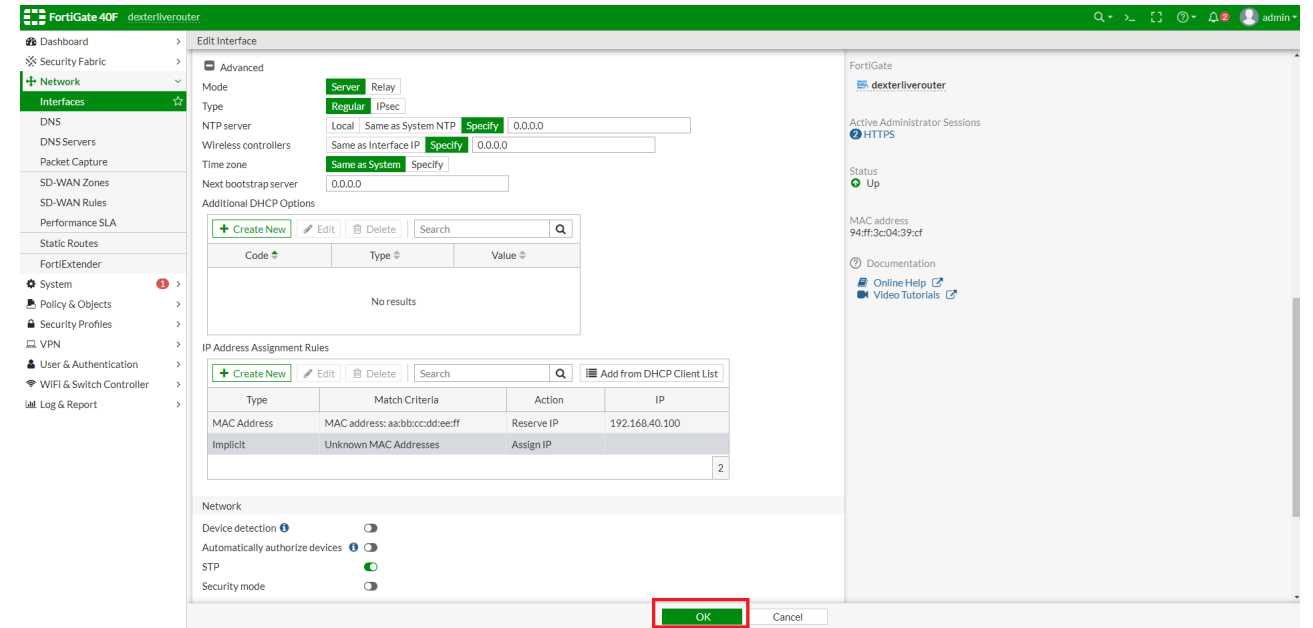 FortiGate 40F dexterliverouter
2 admin
Dashboard
Security Fabric
Network
Interfaces
DNS
DNS Servers
Packet Capture
SD-WAN Zones
SD-WAN Rules
Performance SLA
Static Routes
FortiExtender
System 1
Policy & Objects
Security Profiles
VPN
User & Authentication
WiFi & Switch Controller
Log & Report
Edit Interface
Advanced
Mode Server Relay
Type Regular IPsec
NTP server Local Same as System NTP Specify 0.0.0.0
Wireless controllers Same as Interface IP Specify 0.0.0.0
Time zone Same as System Specify
Next bootstrap server 0.0.0.0
Additional DHCP Options
+ Create New Edit Delete Search
Code Type Value
No results
IP Address Assignment Rules
+ Create New Edit Delete Search Add from DHCP Client List
Type Match Criteria Action IP
MAC Address MAC address: aa:bb:cc:dd:ee:ff Reserve IP 192.168.40.100
Implicit Unknown MAC Addresses Assign IP
2
Network
Device detection
Automatically authorize devices
STP
Security mode
OK Cancel
FortiGate
dexterliverouter
Active Administrator Sessions
2 HTTPS
Status
Up
MAC address
94:ff:3c:04:39:cf
Documentation
Online Help
Video Tutorials